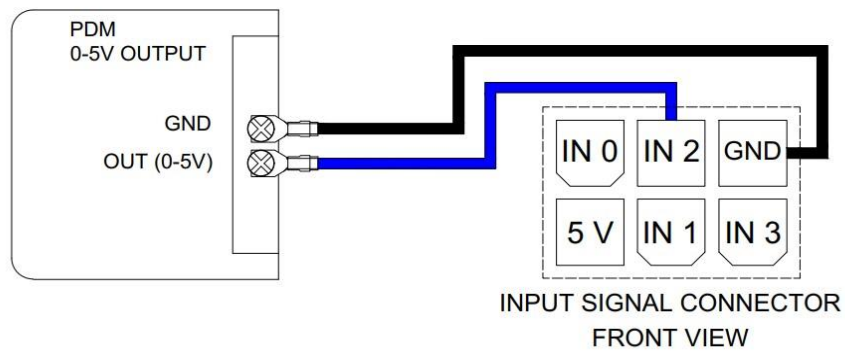 PDM
0-5V OUTPUT
GND
OUT (0-5V)
IN 0 IN 2 GND
5 V IN 1 IN 3
INPUT SIGNAL CONNECTOR
FRONT VIEW